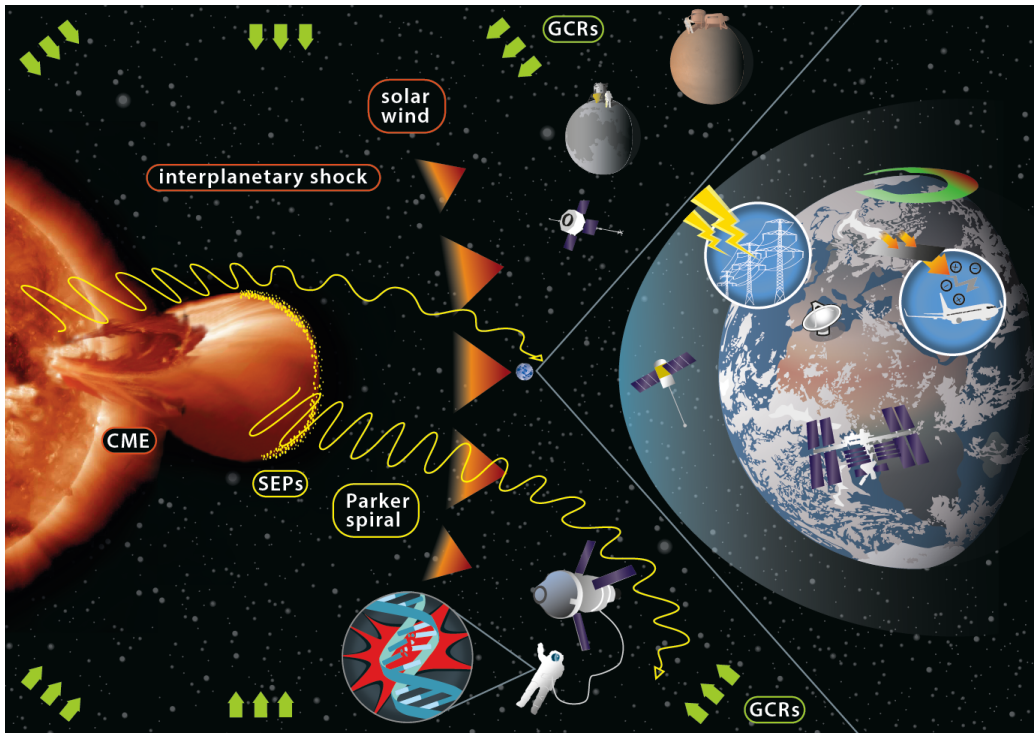 GCRs
solar
wind
interplanetary shock
CME
SEPs
Parker
spiral
GCRs